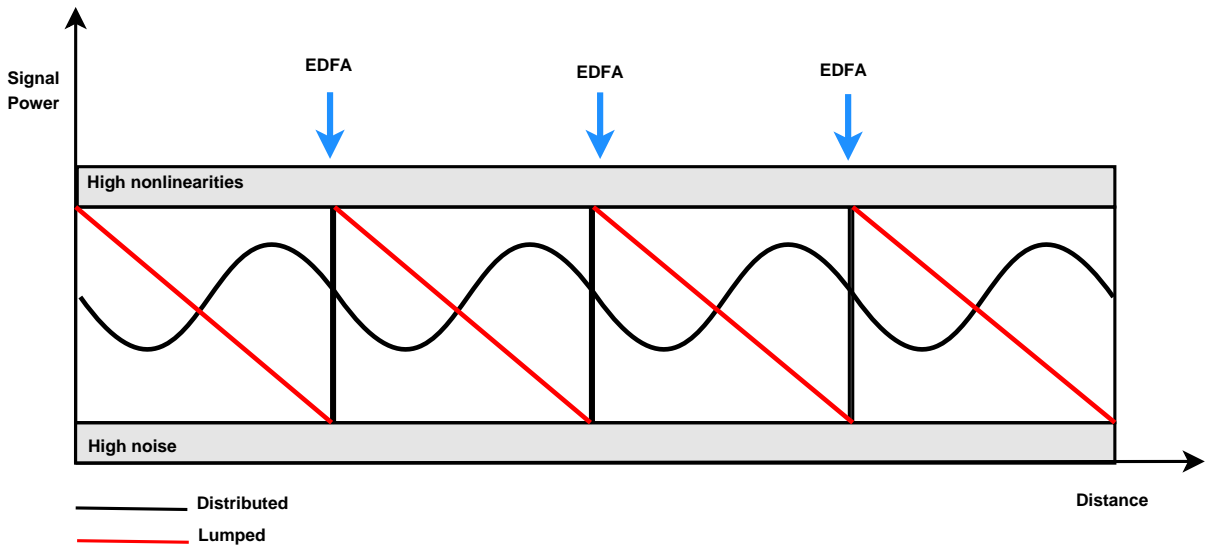 EDFA
EDFA
EDFA
Signal
Power
High nonlinearities
High noise
Distance
Distributed
Lumped